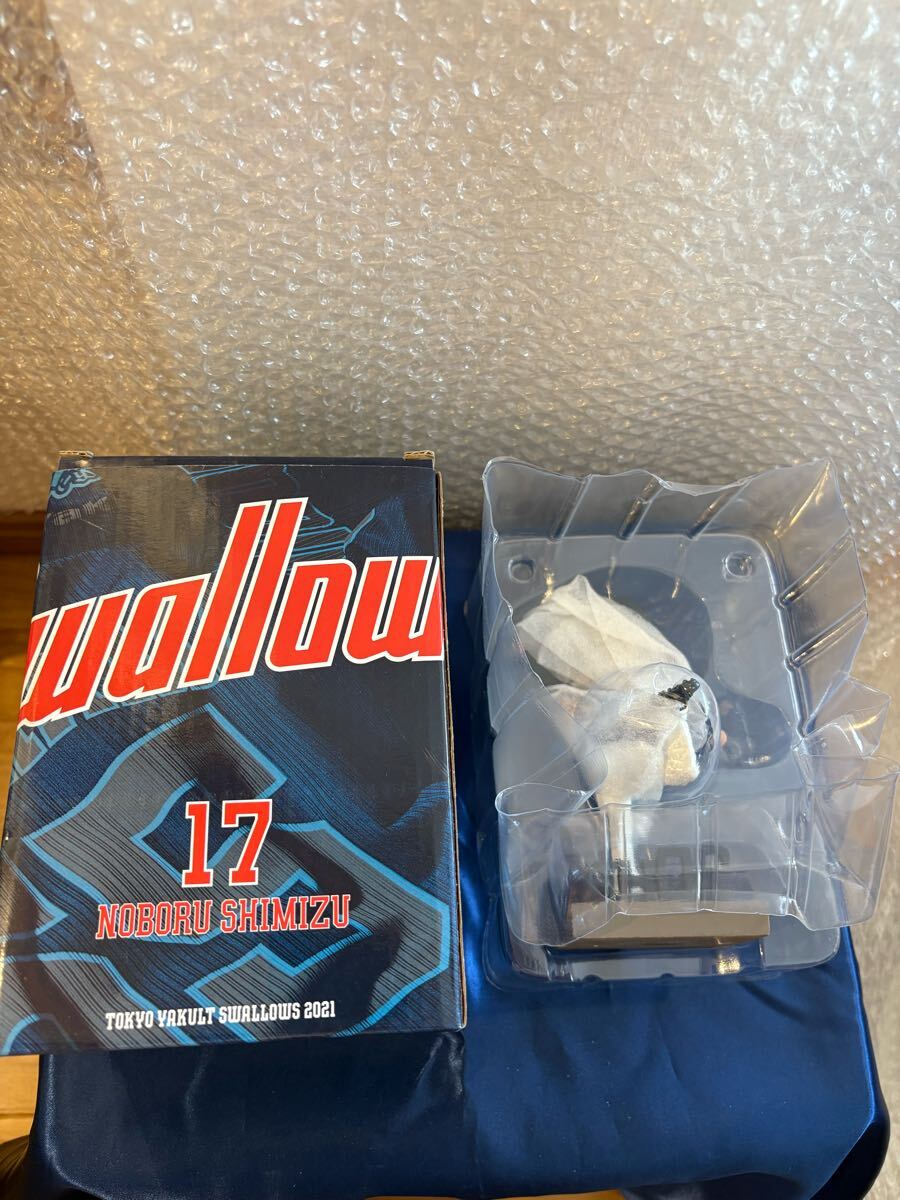 wallow
17
NOBORU SHIMIZU
TOKYO YAKULT SWALLOWS 2021